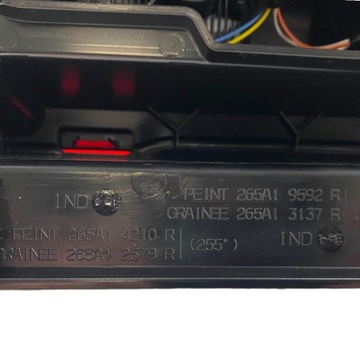 IND PEINT 265A1 9592 R
GRAINEE 265A1 3137 R
PEINT 265A1 4210 R (255°) IND
GRAINEE 265A1 2579 R